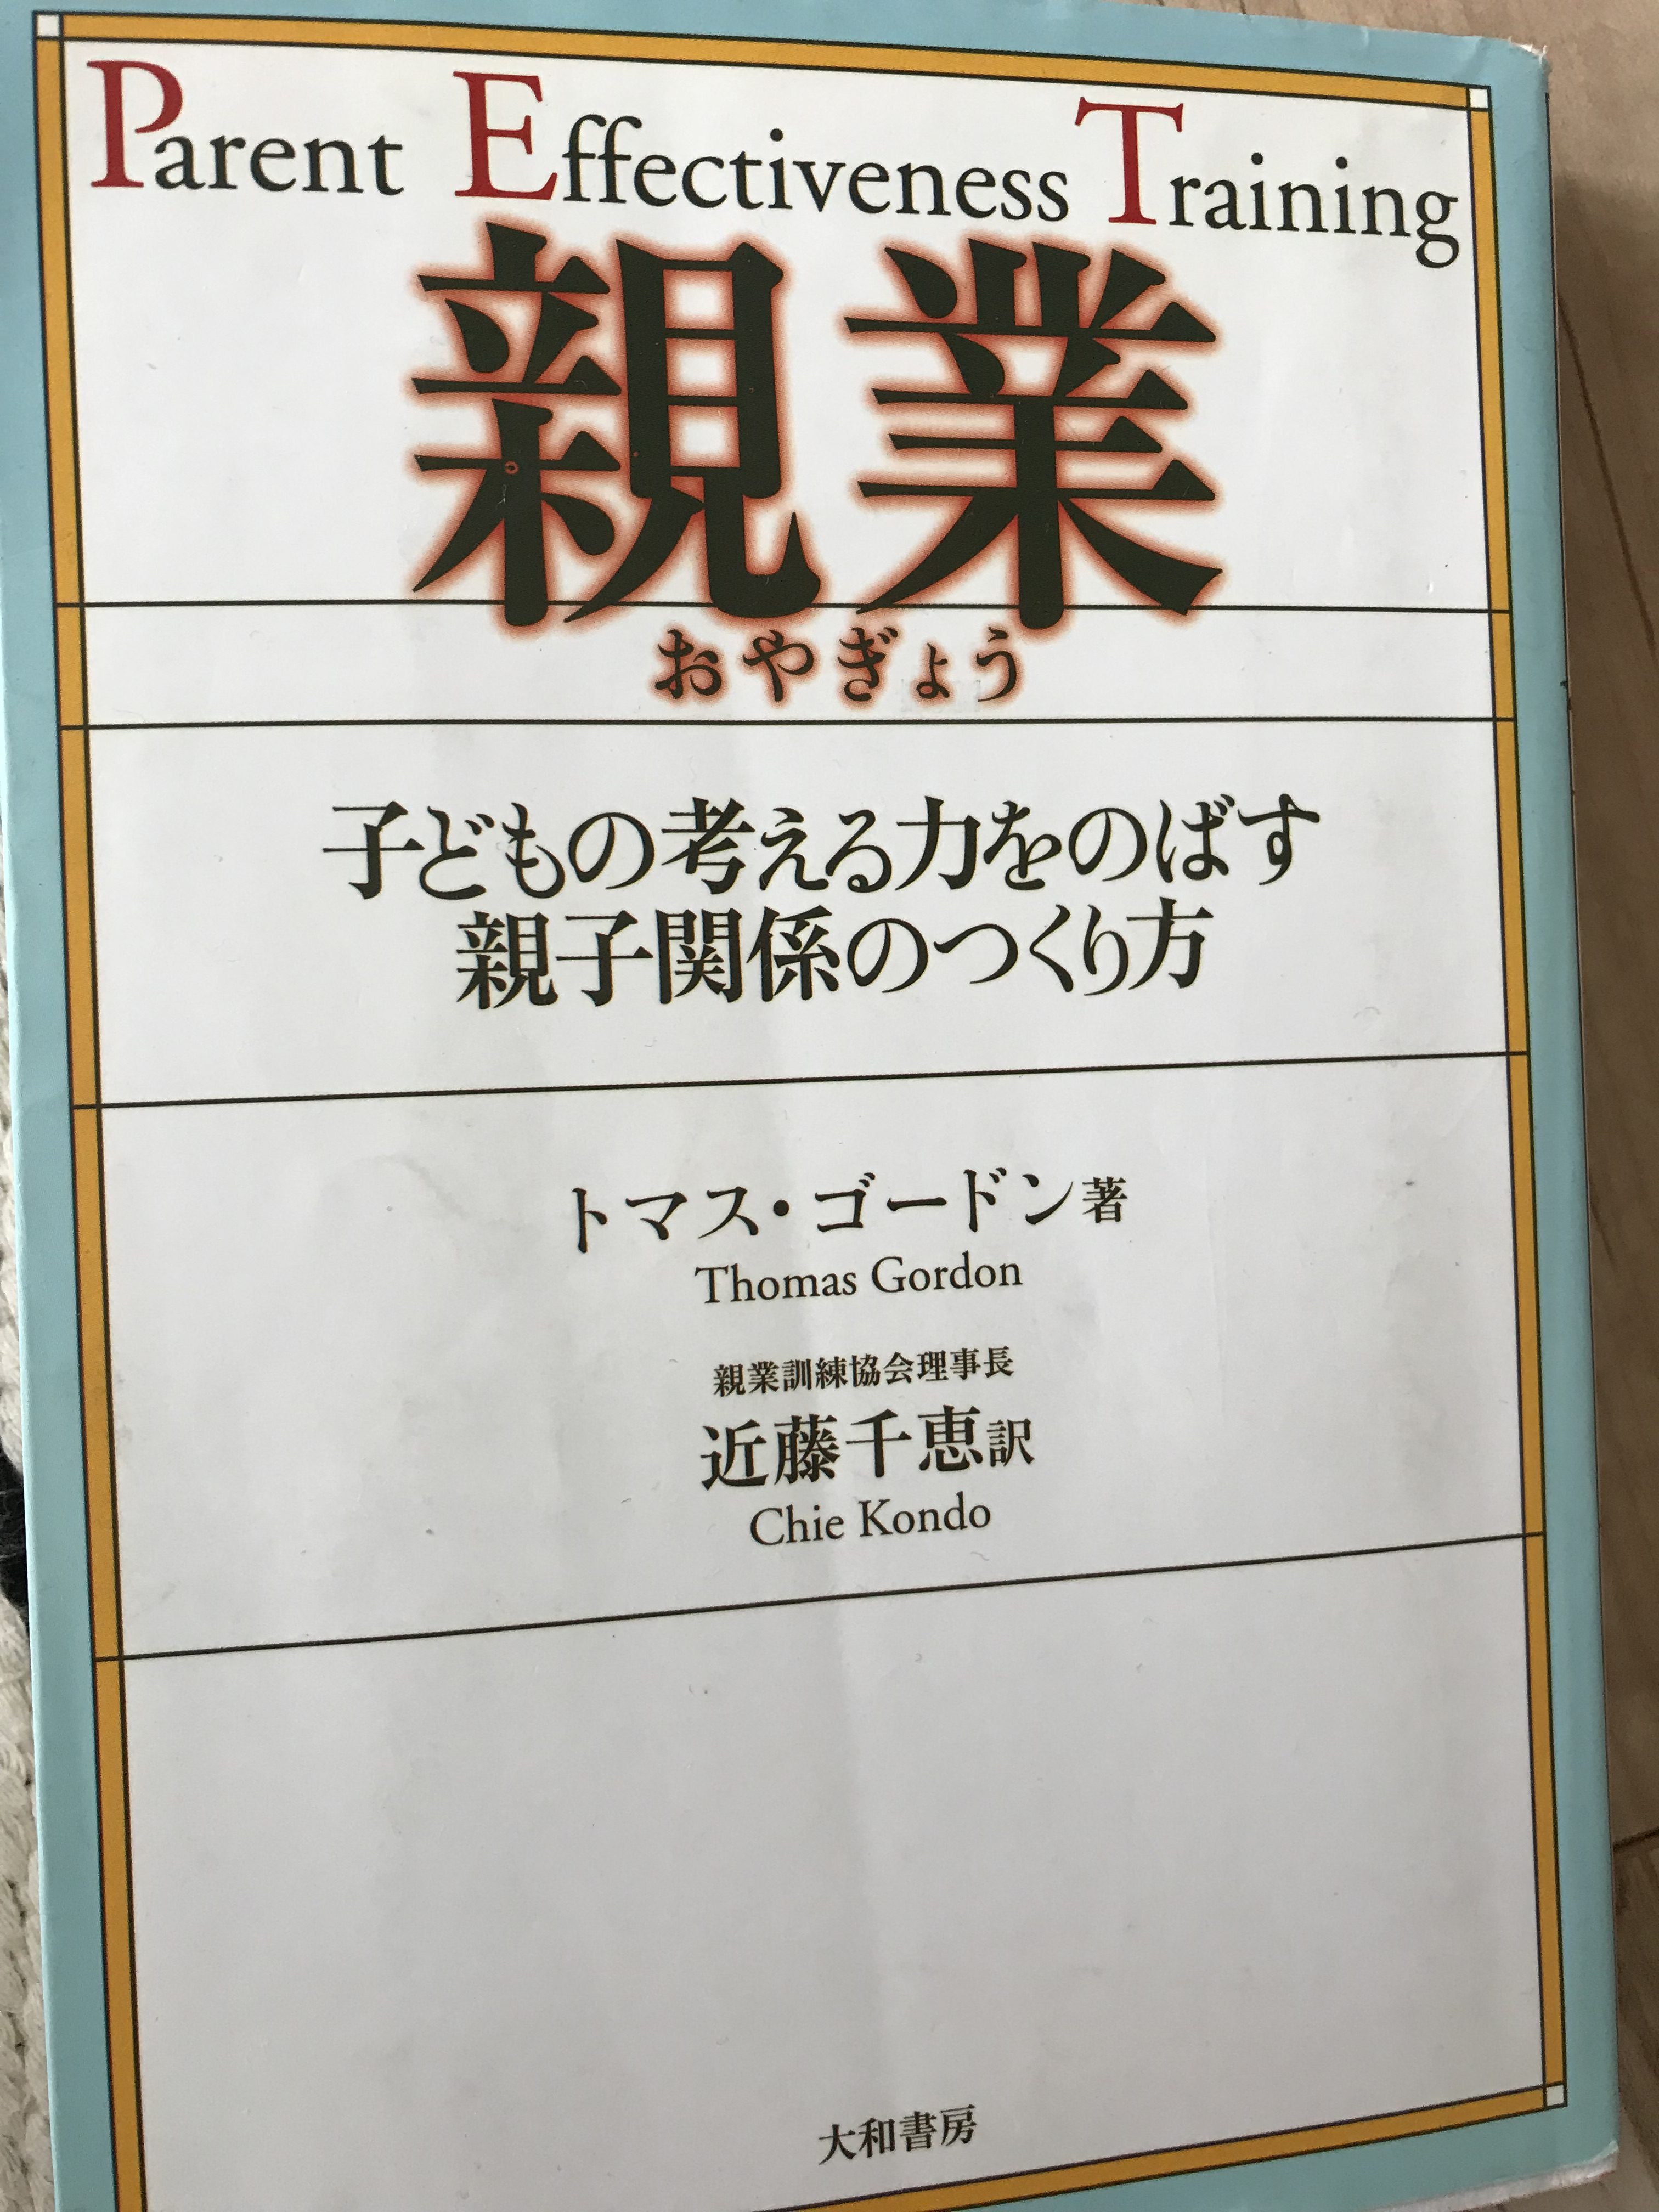 Parent Effectiveness Training
親業
おやぎょう
子どもの考える力をのばす
親子関係のつくり方
トマス・ゴードン著
Thomas Gordon
親業訓練協会理事長
近藤千恵訳
Chie Kondo
大和書房